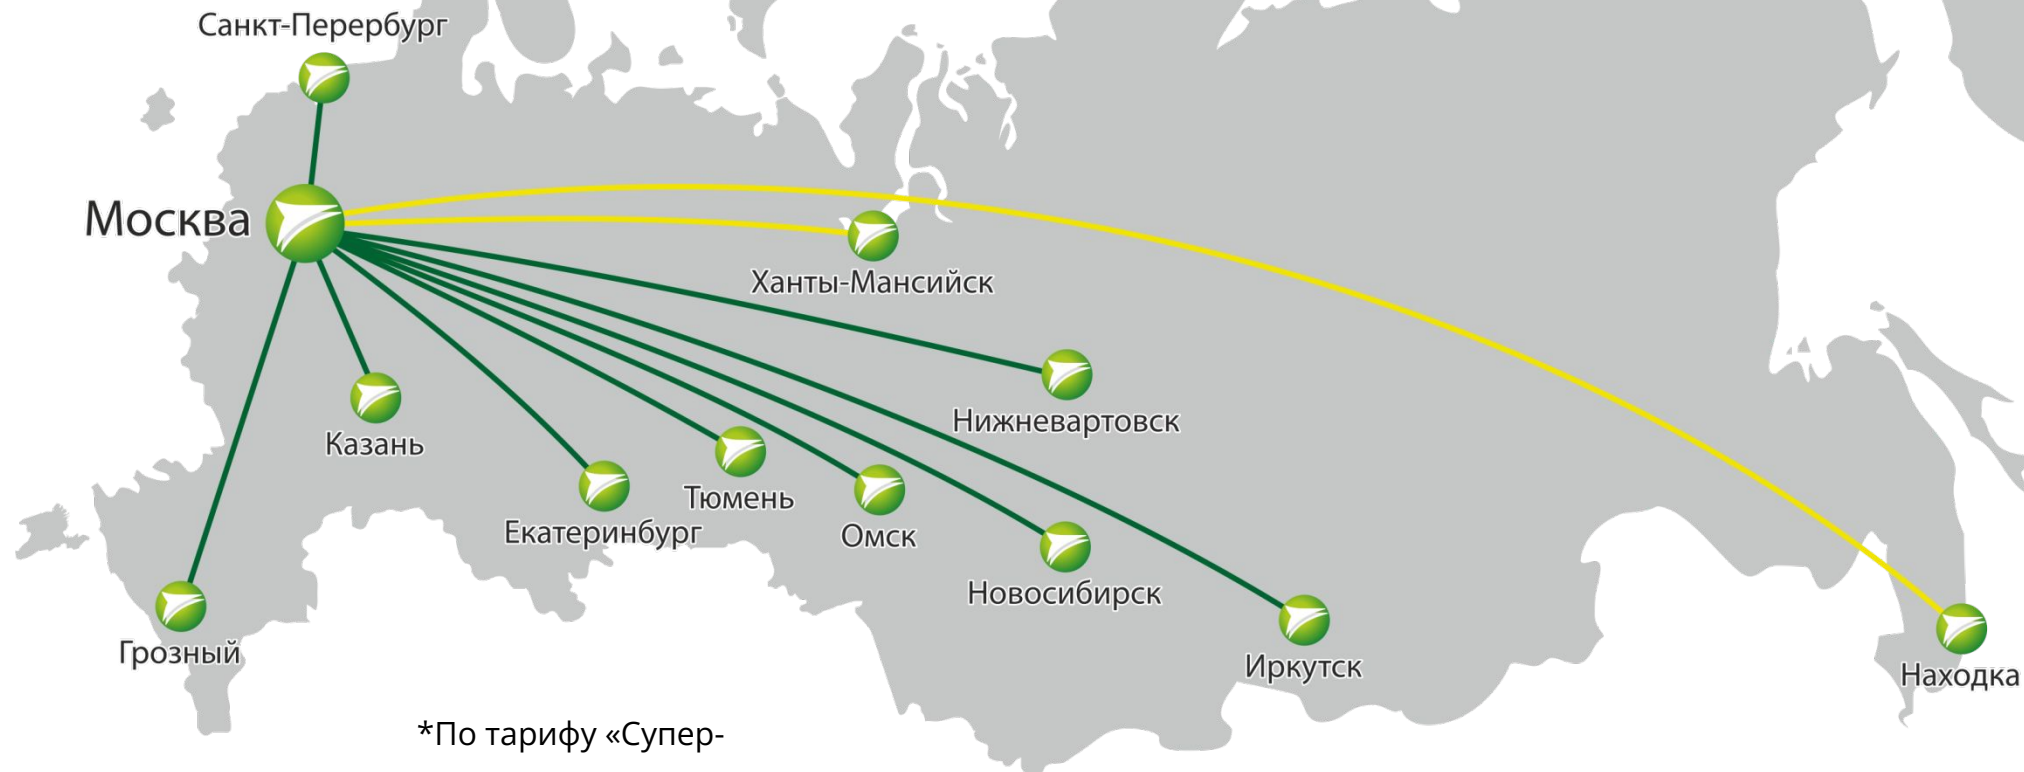 Санкт-Перербург
Москва
Ханты-Мансийск
Нижневартовск
Казань
Тюмень
Екатеринбург
Омск
Новосибирск
Грозный
Иркутск
Находка
*По тарифу «Супер-